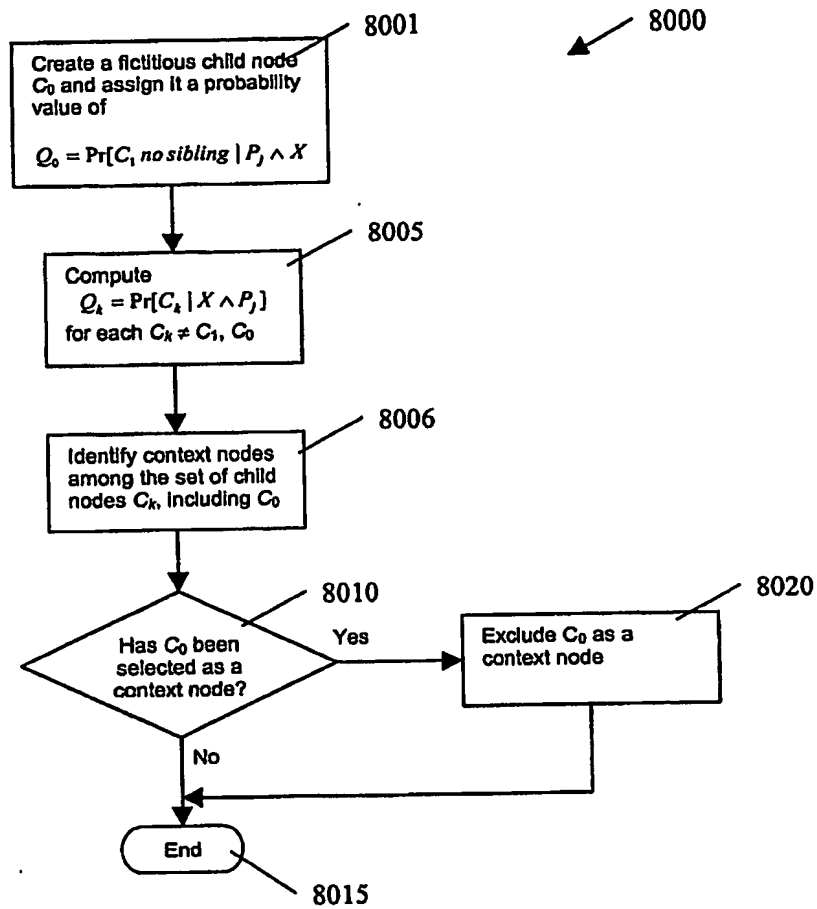 8001
8000
Create a fictitious child node
C₀ and assign it a probability
value of
Q₀ = Pr[C₁ no sibling | Pⱼ ∧ X
8005
Compute
Qₖ = Pr[Cₖ | X ∧ Pⱼ]
for each Cₖ ≠ C₁, C₀
8006
Identify context nodes
among the set of child
nodes Cₖ, including C₀
8010
Has C₀ been
selected as a
context node?
Yes
8020
Exclude C₀ as a
context node
No
End
8015